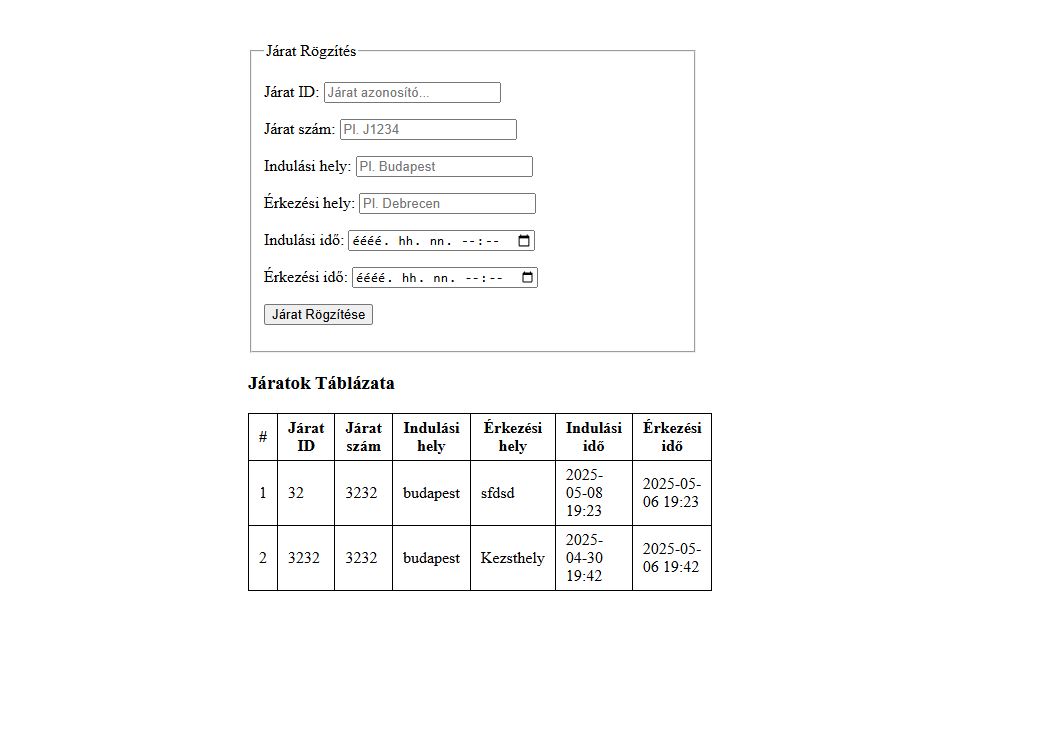 Járat Rögzítés
Járat ID: Járat azonosító...
Járat szám: Pl. J1234
Indulási hely: Pl. Budapest
Érkezési hely: Pl. Debrecen
Indulási idő: éééé. hh. nn. --:--
Érkezési idő: éééé. hh. nn. --:--
Járat Rögzítése
Járatok Táblázata
# Járat ID Járat szám Indulási hely Érkezési hely Indulási idő Érkezési idő
1 32 3232 budapest sfdsd 2025-05-08 19:23 2025-05-06 19:23
2 3232 3232 budapest Kezsthely 2025-04-30 19:42 2025-05-06 19:42